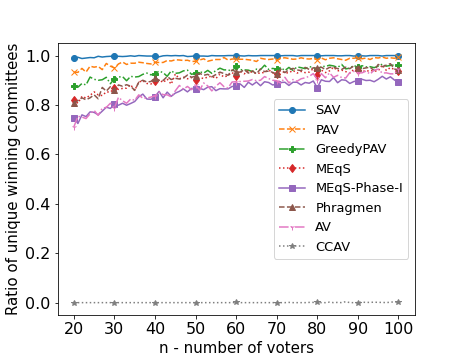 Ratio of unique winning committees
1.0
0.8
0.6
0.4
0.2
0.0
SAV
PAV
GreedyPAV
MEqS
MEqS-Phase-I
Phragmen
AV
CCAV
20 30 40 50 60 70 80 90 100
n - number of voters